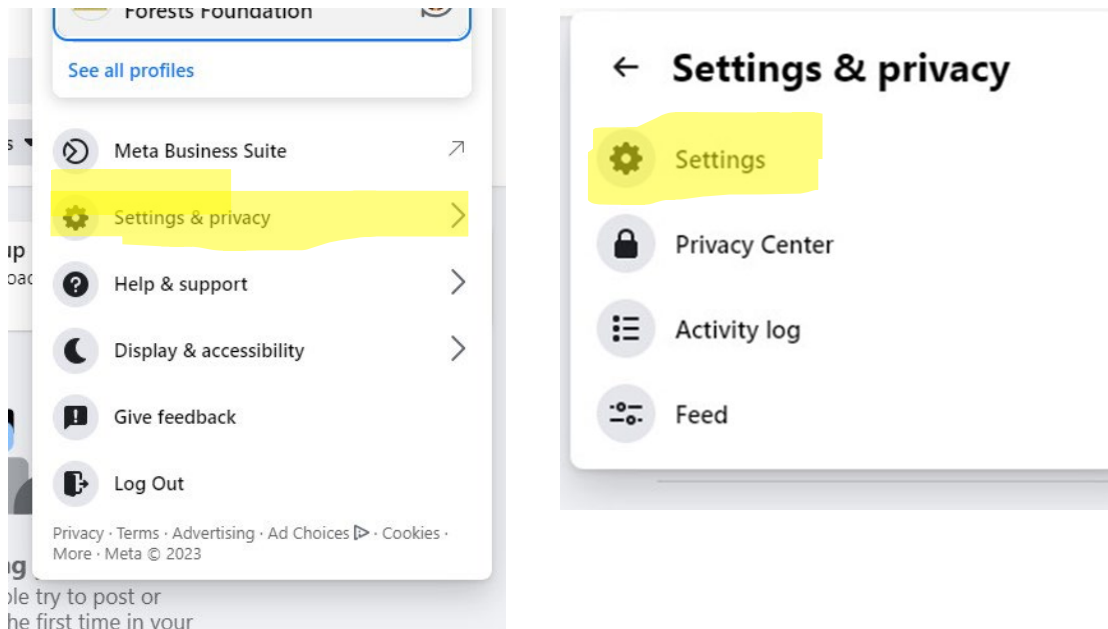 Forests Foundation
See all profiles
Meta Business Suite
Settings & privacy
Help & support
Display & accessibility
Give feedback
Log Out
Privacy · Terms · Advertising · Ad Choices · Cookies ·
More · Meta © 2023
ple try to post or
he first time in your
Settings & privacy
Settings
Privacy Center
Activity log
Feed